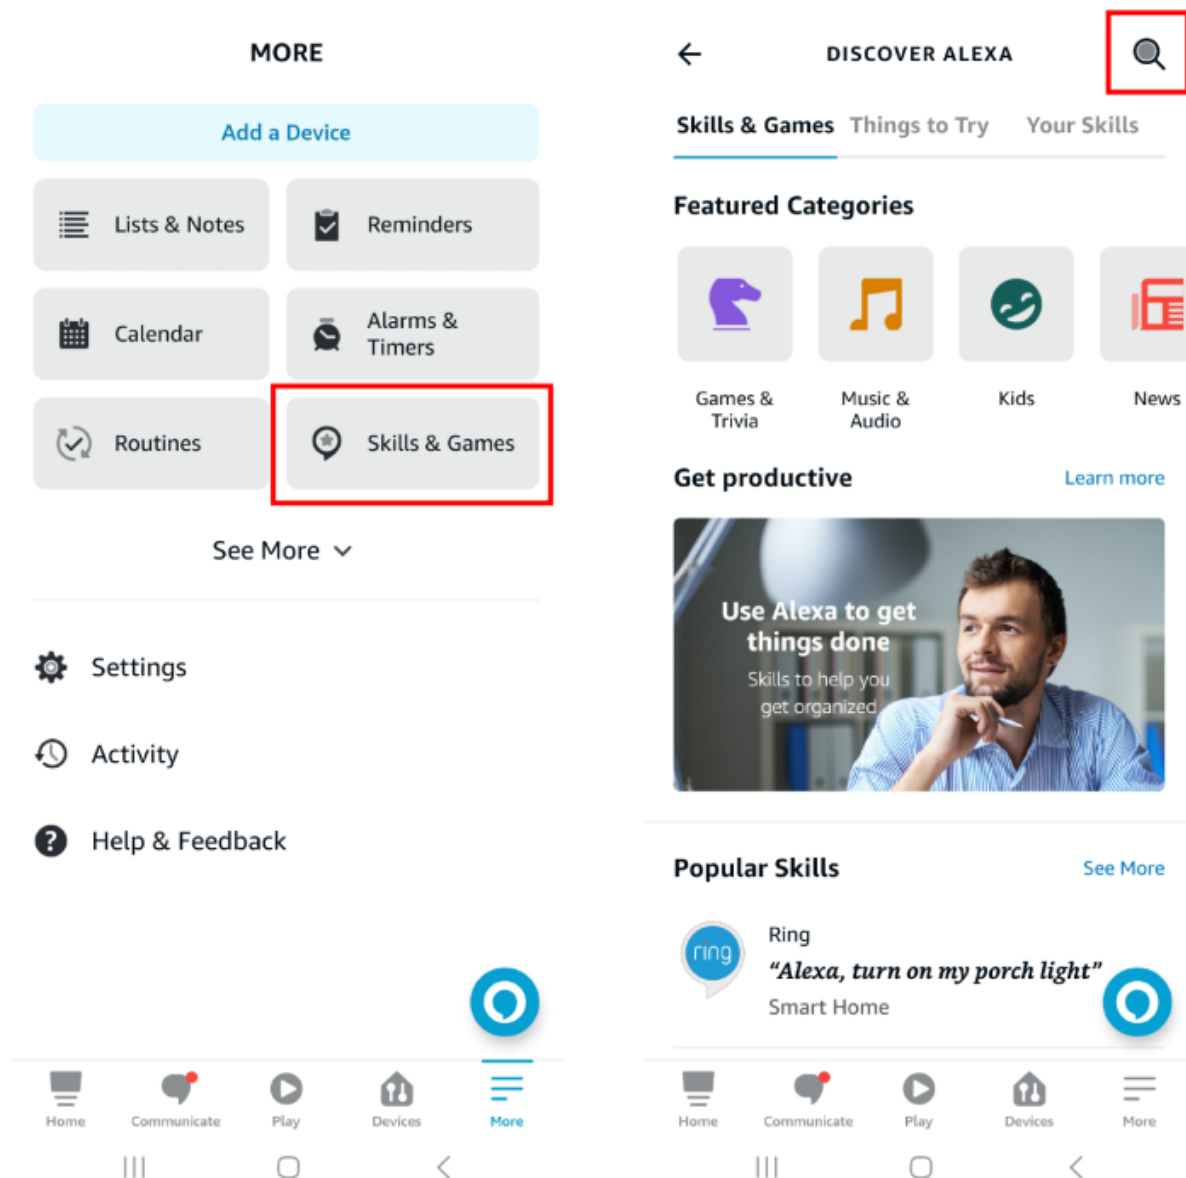 MORE
Add a Device
Lists & Notes
Reminders
Calendar
Alarms &
Timers
Routines
Skills & Games
See More
Settings
Activity
Help & Feedback
Home
Communicate
Play
Devices
More
DISCOVER ALEXA
Skills & Games
Things to Try
Your Skills
Featured Categories
Games &
Trivia
Music &
Audio
Kids
News
Get productive
Learn more
Use Alexa to get
things done
Skills to help you
get organized
Popular Skills
See More
ring
Ring
“Alexa, turn on my porch light”
Smart Home
Home
Communicate
Play
Devices
More